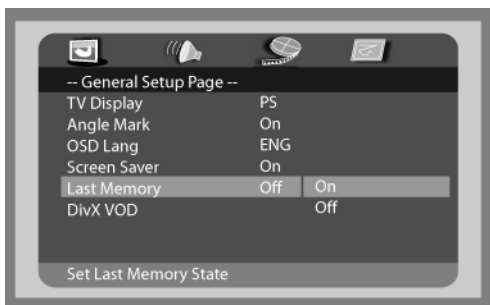 -- General Setup Page --
TV Display PS
Angle Mark On
OSD Lang ENG
Screen Saver On
Last Memory Off On
DivX VOD Off
Set Last Memory State